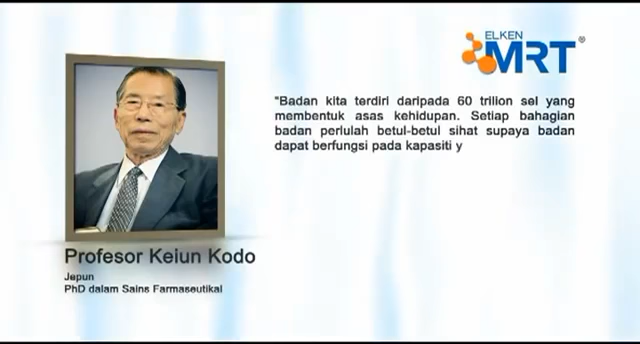 ELKEN
MRT®
"Badan kita terdiri daripada 60 trilion sel yang
membentuk asas kehidupan. Setiap bahagian
badan perlulah betul-betul sihat supaya badan
dapat berfungsi pada kapasiti y
Profesor Keiun Kodo
Jepun
PhD dalam Sains Farmaseutikal